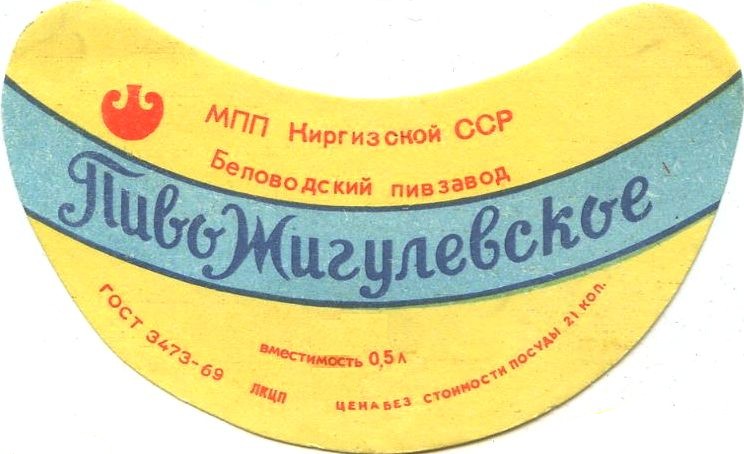 МПП Киргизской ССР
Беловодский пивзавод
Пиво Жигулевское
ГОСТ 3473-69
вместимость 0,5л
ЛКЦП
ЦЕНА БЕЗ СТОИМОСТИ ПОСУДЫ 21 КОП.